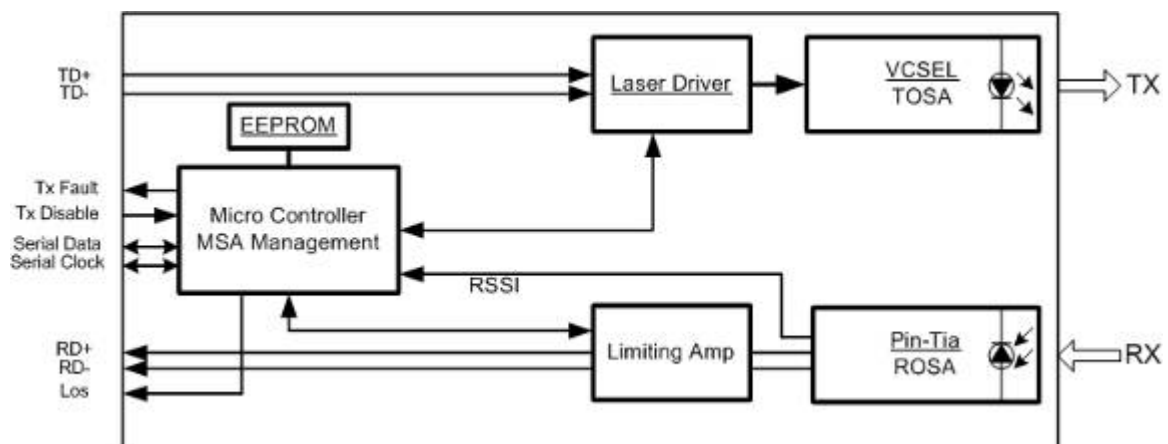 TD+
TD-
Laser Driver
VCSEL
TOSA
TX
EEPROM
Tx Fault
Tx Disable
Serial Data
Serial Clock
Micro Controller
MSA Management
RSSI
RD+
RD-
Los
Limiting Amp
Pin-Tia
ROSA
RX